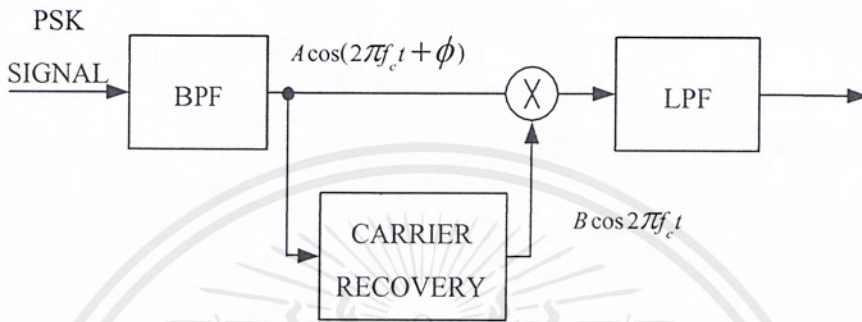 PSK
SIGNAL
BPF
A cos(2πf_c t + ϕ)
X
LPF
CARRIER
RECOVERY
B cos 2πf_c t